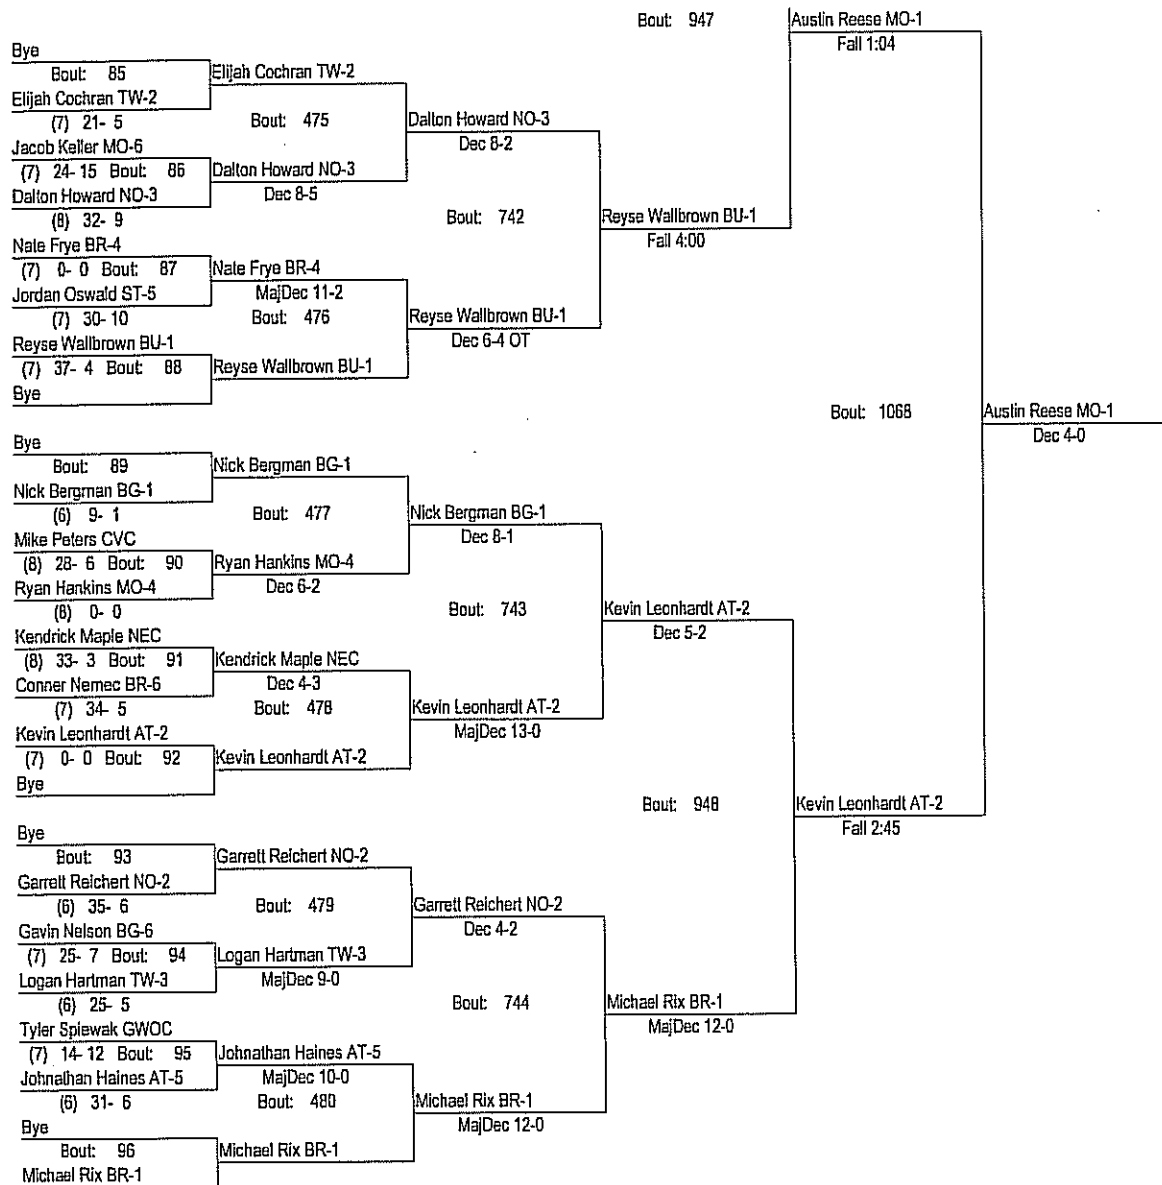 Bout: 947 Austin Reese MO-1
Fall 1:04
Bye
Bout: 85 Elijah Cochran TW-2
Elijah Cochran TW-2
(7) 21- 5 Bout: 475 Dalton Howard NO-3
Dec 8-2
Jacob Keller MO-6
(7) 24- 15 Bout: 86 Dalton Howard NO-3
Dec 8-5
Dalton Howard NO-3
(8) 32- 9 Bout: 742 Reyse Wallbrown BU-1
Fall 4:00
Nate Frye BR-4
(7) 0- 0 Bout: 87 Nate Frye BR-4
MajDec 11-2
Jordan Oswald ST-5
(7) 30- 10 Bout: 476 Reyse Wallbrown BU-1
Dec 6-4 OT
Reyse Wallbrown BU-1
(7) 37- 4 Bout: 88 Reyse Wallbrown BU-1
Bye
Bout: 1068 Austin Reese MO-1
Dec 4-0
Bye
Bout: 89 Nick Bergman BG-1
Nick Bergman BG-1
(6) 9- 1 Bout: 477 Nick Bergman BG-1
Dec 8-1
Mike Peters CVC
(8) 28- 6 Bout: 90 Ryan Hankins MO-4
Dec 6-2
Ryan Hankins MO-4
(8) 0- 0 Bout: 743 Kevin Leonhardt AT-2
Dec 5-2
Kendrick Maple NEC
(8) 33- 3 Bout: 91 Kendrick Maple NEC
Dec 4-3
Conner Nemec BR-6
(7) 34- 5 Bout: 478 Kevin Leonhardt AT-2
MajDec 13-0
Kevin Leonhardt AT-2
(7) 0- 0 Bout: 92 Kevin Leonhardt AT-2
Bye
Bout: 948 Kevin Leonhardt AT-2
Fall 2:45
Bye
Bout: 93 Garrett Reichert NO-2
Garrett Reichert NO-2
(6) 35- 6 Bout: 479 Garrett Reichert NO-2
Dec 4-2
Gavin Nelson BG-6
(7) 25- 7 Bout: 94 Logan Hartman TW-3
MajDec 9-0
Logan Hartman TW-3
(6) 25- 5 Bout: 744 Michael Rix BR-1
MajDec 12-0
Tyler Spiewak GWOC
(7) 14- 12 Bout: 95 Johnathan Haines AT-5
MajDec 10-0
Johnathan Haines AT-5
(6) 31- 6 Bout: 480 Michael Rix BR-1
MajDec 12-0
Bye
Bout: 96 Michael Rix BR-1
Michael Rix BR-1